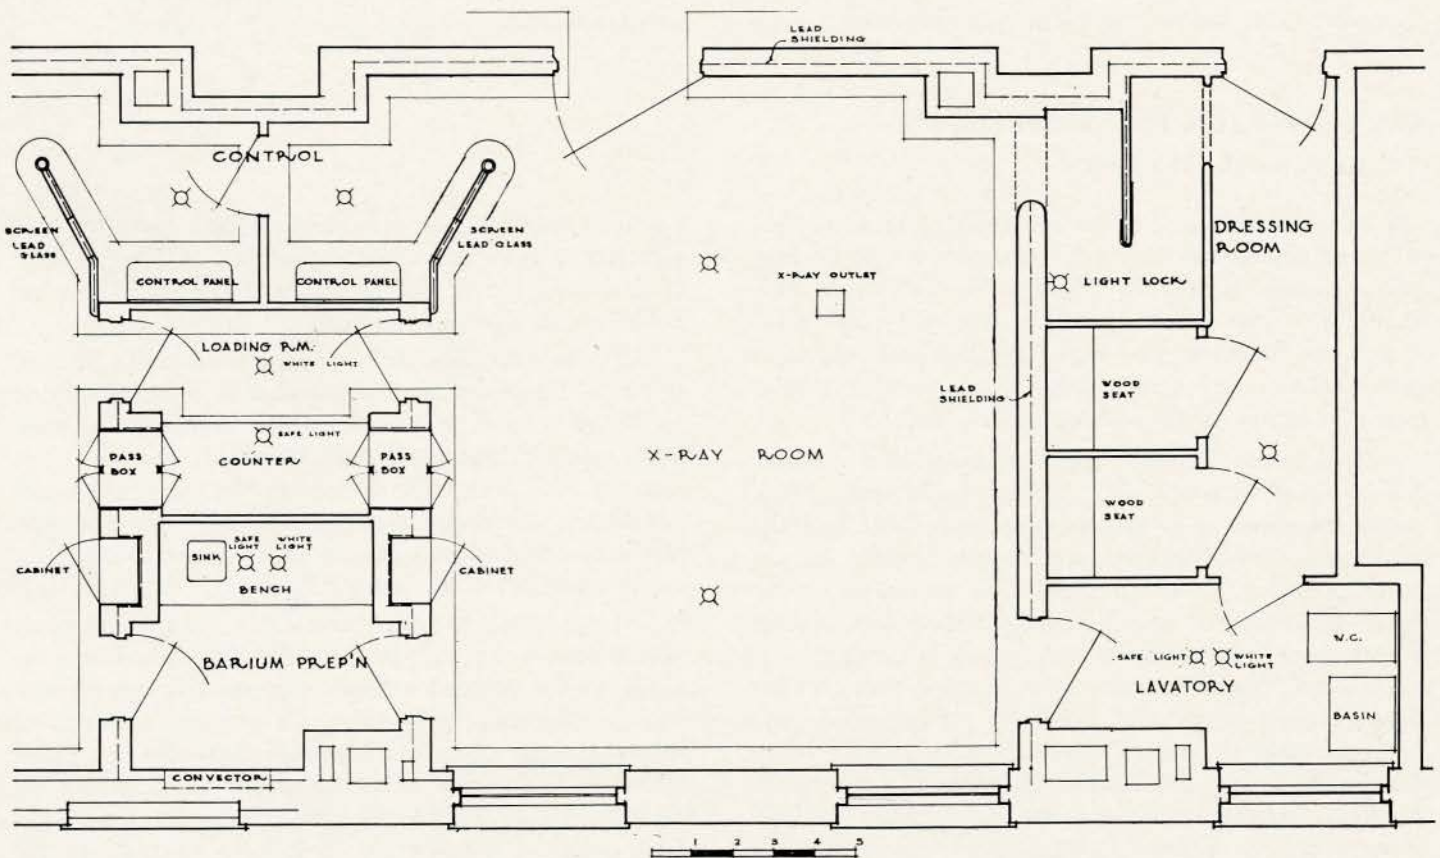 LEAD
SHIELDING
CONTROL
SCREEN
LEAD
GLASS
SCREEN
LEAD GLASS
CONTROL PANEL
CONTROL PANEL
X-RAY OUTLET
DRESSING
ROOM
LIGHT LOCK
LOADING RM.
WHITE LIGHT
LEAD
SHIELDING
WOOD
SEAT
SAFE LIGHT
PASS
BOX
COUNTER
PASS
BOX
X-RAY ROOM
WOOD
SEAT
SAFE
LIGHT
WHITE
LIGHT
SINK
CABINET
BENCH
CABINET
BARIUM PREP'N
SAFE LIGHT
WHITE
LIGHT
W.C.
LAVATORY
BASIN
CONVECTOR
1 2 3 4 5